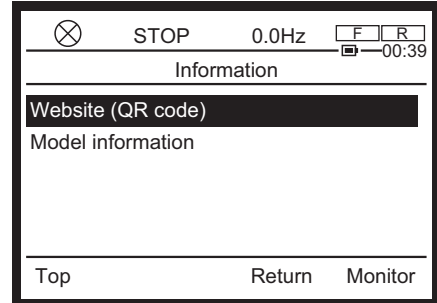 STOP 0.0Hz F R
00:39
Information
Website (QR code)
Model information
Top Return Monitor